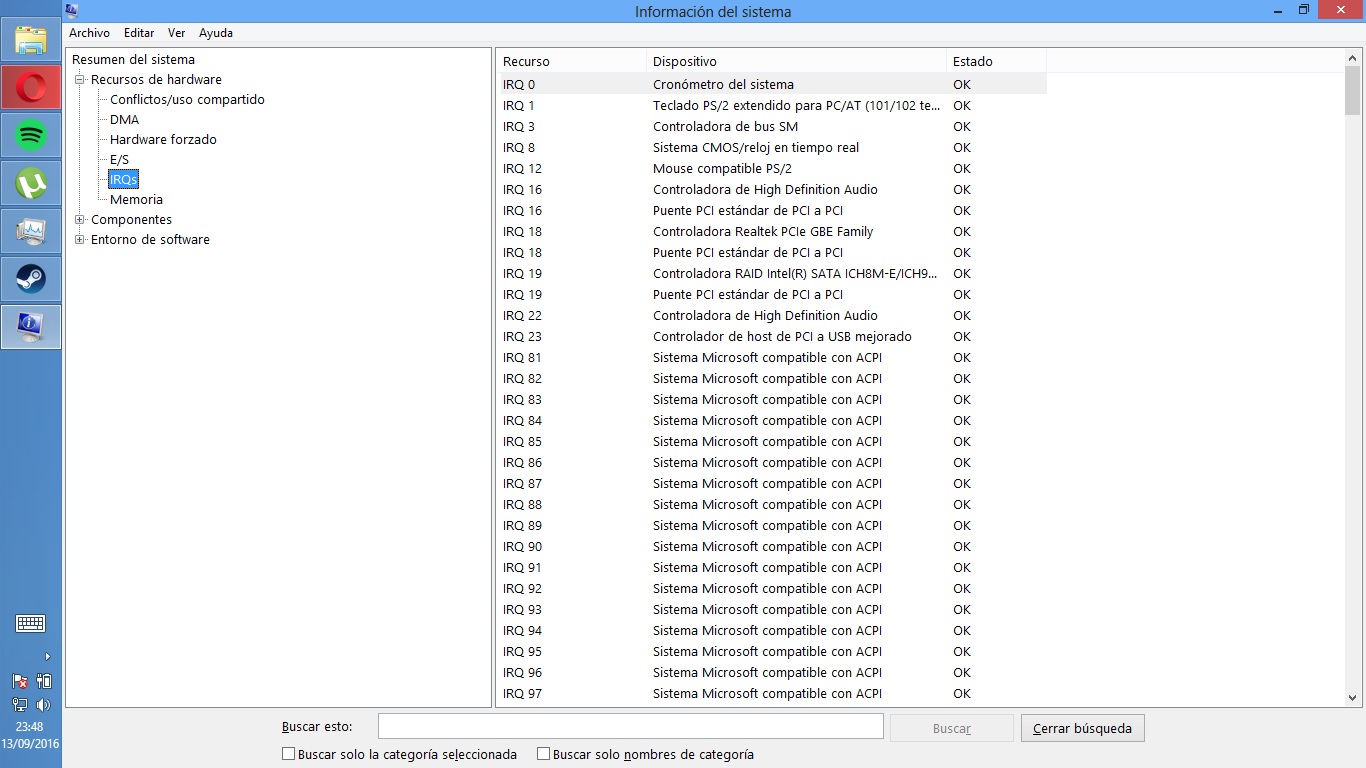 Información del sistema
Archivo Editar Ver Ayuda
Resumen del sistema
Recursos de hardware
Conflictos/uso compartido
DMA
Hardware forzado
E/S
IRQs
Memoria
Componentes
Entorno de software
Recurso Dispositivo Estado
IRQ 0 Cronómetro del sistema OK
IRQ 1 Teclado PS/2 extendido para PC/AT (101/102 te... OK
IRQ 3 Controladora de bus SM OK
IRQ 8 Sistema CMOS/reloj en tiempo real OK
IRQ 12 Mouse compatible PS/2 OK
IRQ 16 Controladora de High Definition Audio OK
IRQ 16 Puente PCI estándar de PCI a PCI OK
IRQ 18 Controladora Realtek PCIe GBE Family OK
IRQ 18 Puente PCI estándar de PCI a PCI OK
IRQ 19 Controladora RAID Intel(R) SATA ICH8M-E/ICH9... OK
IRQ 19 Puente PCI estándar de PCI a PCI OK
IRQ 22 Controladora de High Definition Audio OK
IRQ 23 Controlador de host de PCI a USB mejorado OK
IRQ 81 Sistema Microsoft compatible con ACPI OK
IRQ 82 Sistema Microsoft compatible con ACPI OK
IRQ 83 Sistema Microsoft compatible con ACPI OK
IRQ 84 Sistema Microsoft compatible con ACPI OK
IRQ 85 Sistema Microsoft compatible con ACPI OK
IRQ 86 Sistema Microsoft compatible con ACPI OK
IRQ 87 Sistema Microsoft compatible con ACPI OK
IRQ 88 Sistema Microsoft compatible con ACPI OK
IRQ 89 Sistema Microsoft compatible con ACPI OK
IRQ 90 Sistema Microsoft compatible con ACPI OK
IRQ 91 Sistema Microsoft compatible con ACPI OK
IRQ 92 Sistema Microsoft compatible con ACPI OK
IRQ 93 Sistema Microsoft compatible con ACPI OK
IRQ 94 Sistema Microsoft compatible con ACPI OK
IRQ 95 Sistema Microsoft compatible con ACPI OK
IRQ 96 Sistema Microsoft compatible con ACPI OK
IRQ 97 Sistema Microsoft compatible con ACPI OK
Buscar esto: Buscar Cerrar búsqueda
Buscar solo la categoría seleccionada Buscar solo nombres de categoría
23:48
13/09/2016